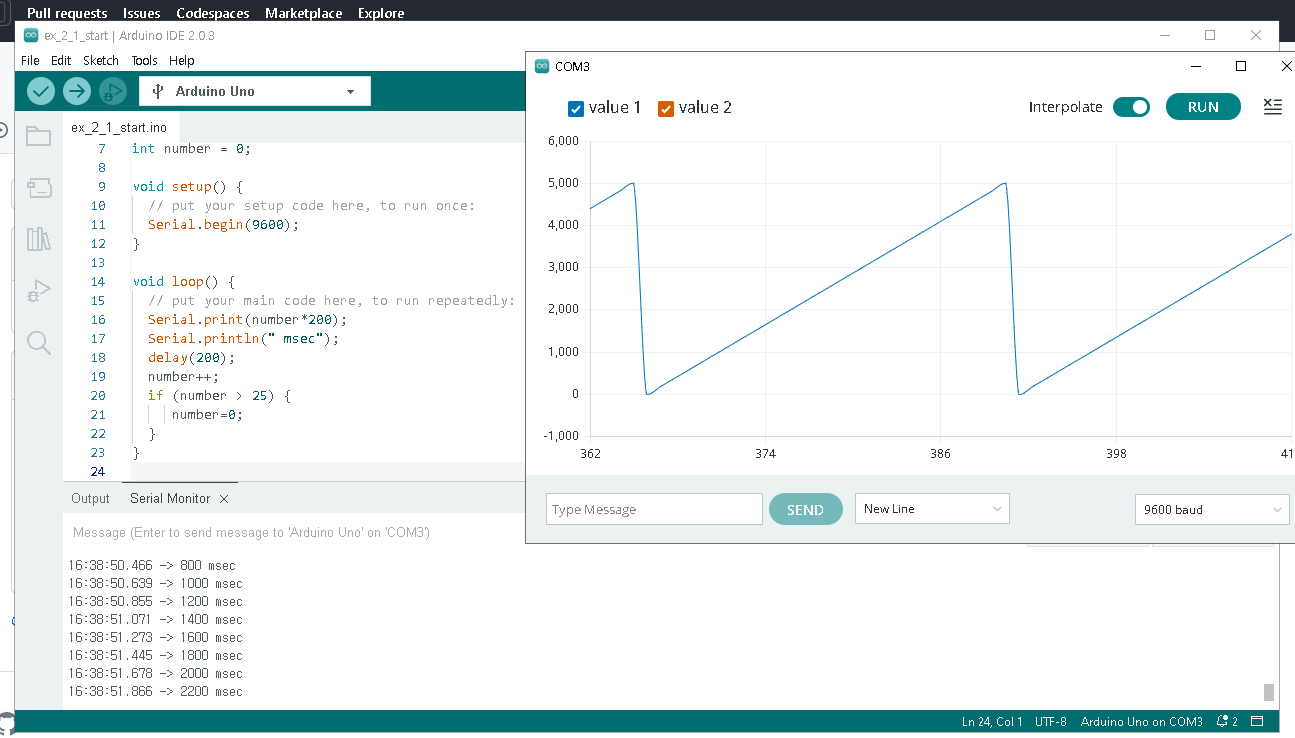 Pull requests Issues Codespaces Marketplace Explore
ex_2_1_start | Arduino IDE 2.0.3
File Edit Sketch Tools Help
Arduino Uno
ex_2_1_start.ino
7 int number = 0;
8
9 void setup() {
10 // put your setup code here, to run once:
11 Serial.begin(9600);
12 }
13
14 void loop() {
15 // put your main code here, to run repeatedly:
16 Serial.print(number*200);
17 Serial.println(" msec");
18 delay(200);
19 number++;
20 if (number > 25) {
21 number=0;
22 }
23 }
24
Output Serial Monitor
Message (Enter to send message to 'Arduino Uno' on 'COM3')
16:38:50.466 -> 800 msec
16:38:50.639 -> 1000 msec
16:38:50.855 -> 1200 msec
16:38:51.071 -> 1400 msec
16:38:51.273 -> 1600 msec
16:38:51.445 -> 1800 msec
16:38:51.678 -> 2000 msec
16:38:51.866 -> 2200 msec
COM3
value 1 value 2 Interpolate RUN
6,000
5,000
4,000
3,000
2,000
1,000
0
-1,000
362 374 386 398 41
Type Message SEND New Line 9600 baud
Ln 24, Col 1 UTF-8 Arduino Uno on COM3 2